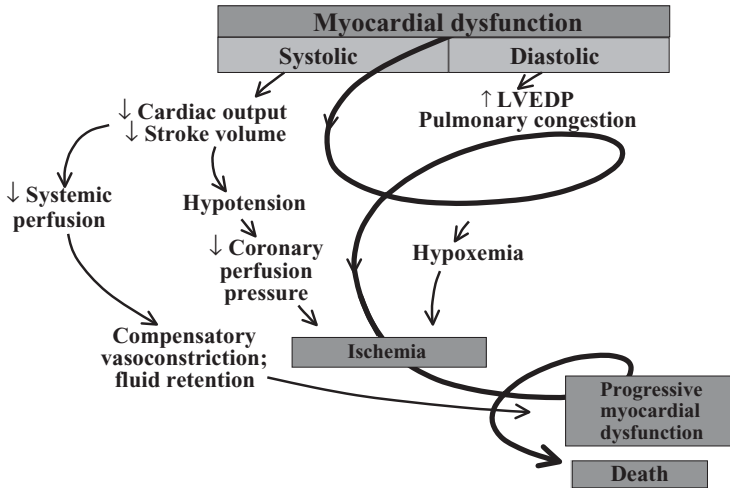 Myocardial dysfunction
Systolic
Diastolic
↓ Cardiac output
↓ Stroke volume
↑ LVEDP
Pulmonary congestion
↓ Systemic
perfusion
Hypotension
↓ Coronary
perfusion
pressure
Hypoxemia
Compensatory
vasoconstriction;
fluid retention
Ischemia
Progressive
myocardial
dysfunction
Death